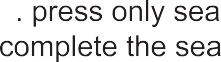 . press only sea
complete the sea